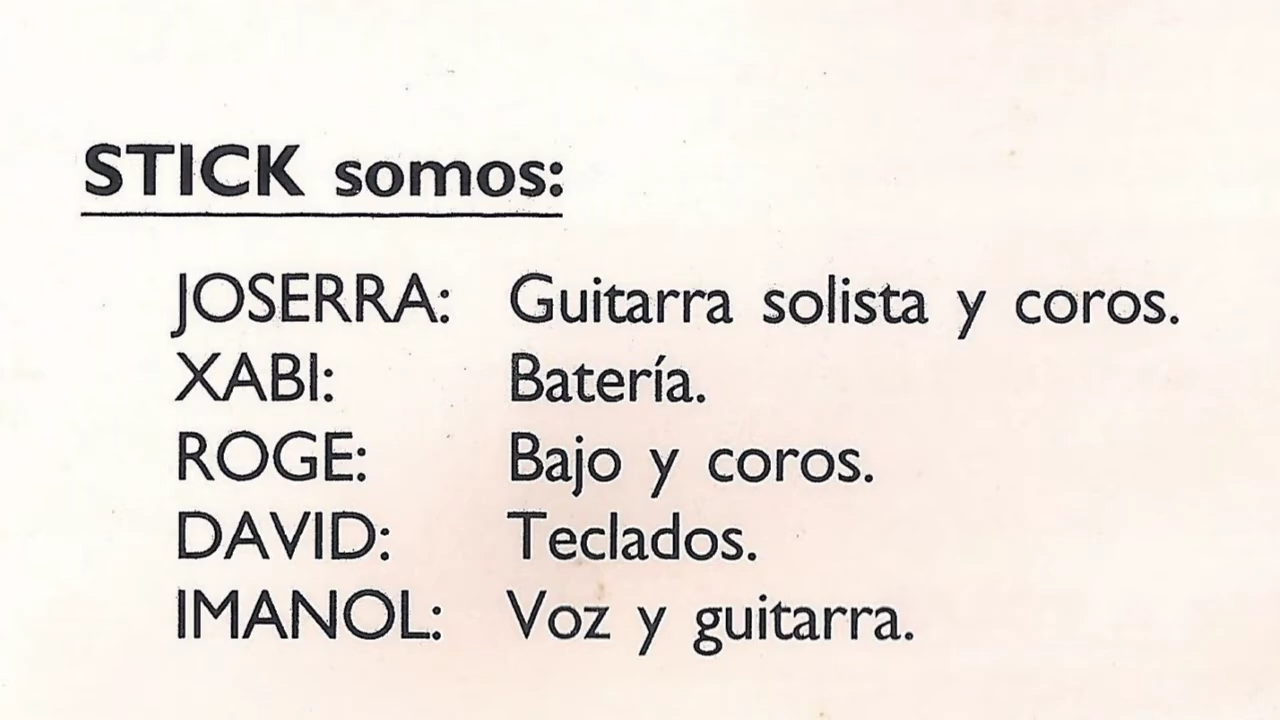 STICK somos:
JOSERRA: Guitarra solista y coros.
XABI: Batería.
ROGE: Bajo y coros.
DAVID: Teclados.
IMANOL: Voz y guitarra.